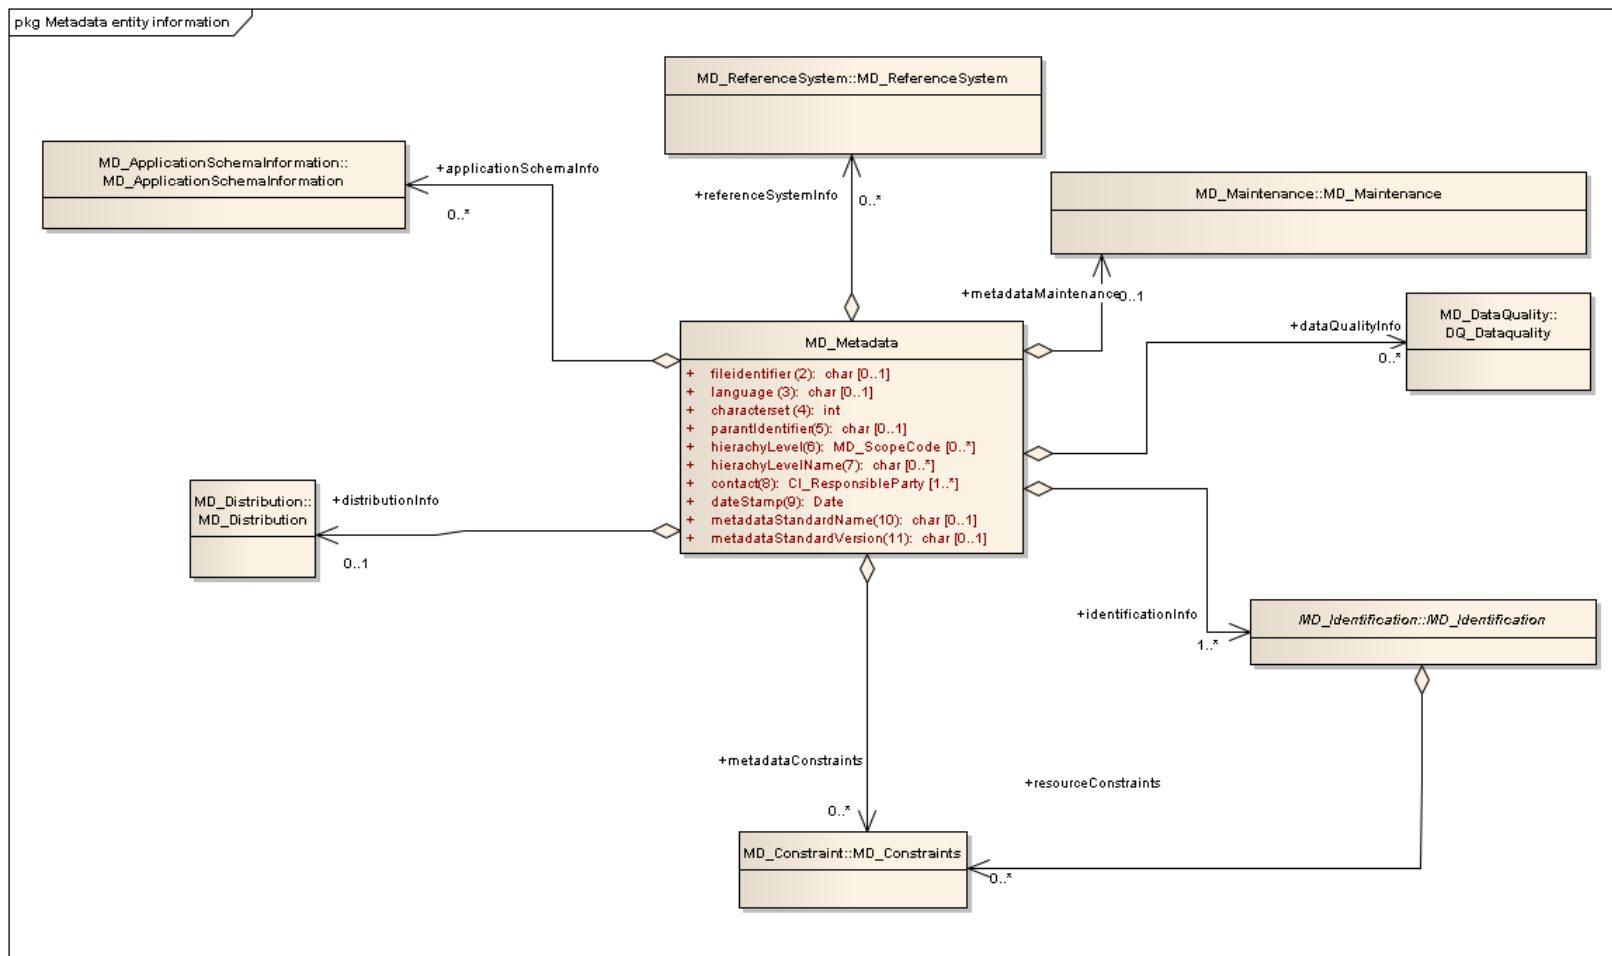 pkg Metadata entity information
MD_ReferenceSystem::MD_ReferenceSystem
MD_ApplicationSchemaInformation::
MD_ApplicationSchemaInformation
+applicationSchemaInfo
0..*
+referenceSystemInfo
0..*
MD_Maintenance::MD_Maintenance
+metadataMaintenance
0..1
MD_DataQuality::
DQ_Dataquality
+dataQualityInfo
0..*
MD_Metadata
+ fileidentifier(2): char [0..1]
+ language (3): char [0..1]
+ characterset (4): int
+ parantIdentifier(5): char [0..1]
+ hierachyLevel(6): MD_ScopeCode [0..*]
+ hierachyLevelName(7): char [0..*]
+ contact(8): CI_ResponsibleParty [1..*]
+ dateStamp(9): Date
+ metadataStandardName(10): char [0..1]
+ metadataStandardVersion(11): char [0..1]
MD_Distribution::
MD_Distribution
+distributionInfo
0..1
+identificationInfo
1..*
MD_Identification::MD_Identification
+metadataConstraints
0..*
+resourceConstraints
0..*
MD_Constraint::MD_Constraints